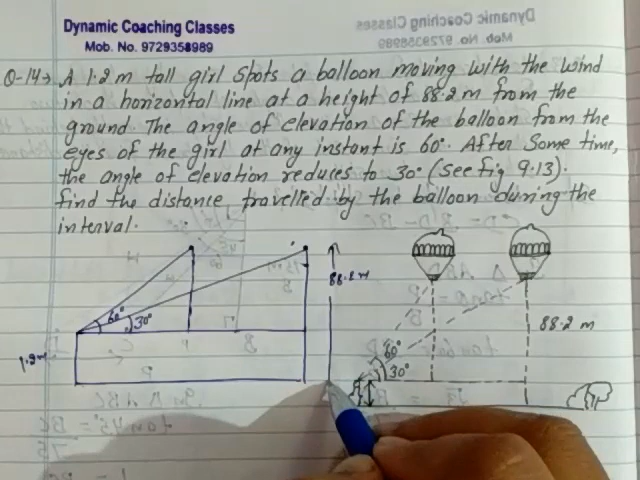 Dynamic Coaching Classes
Mob. No. 9729358989
Q-14→ A 1.2 m tall girl spots a balloon moving with the wind
in a horizontal line at a height of 88.2 m from the
ground. The angle of elevation of the balloon from the
eyes of the girl at any instant is 60°. After some time,
the angle of elevation reduces to 30° (see fig 9.13).
find the distance travelled by the balloon during the
interval.
88.2 m
60°
30°
1.2m
88.2 m
60°
30°